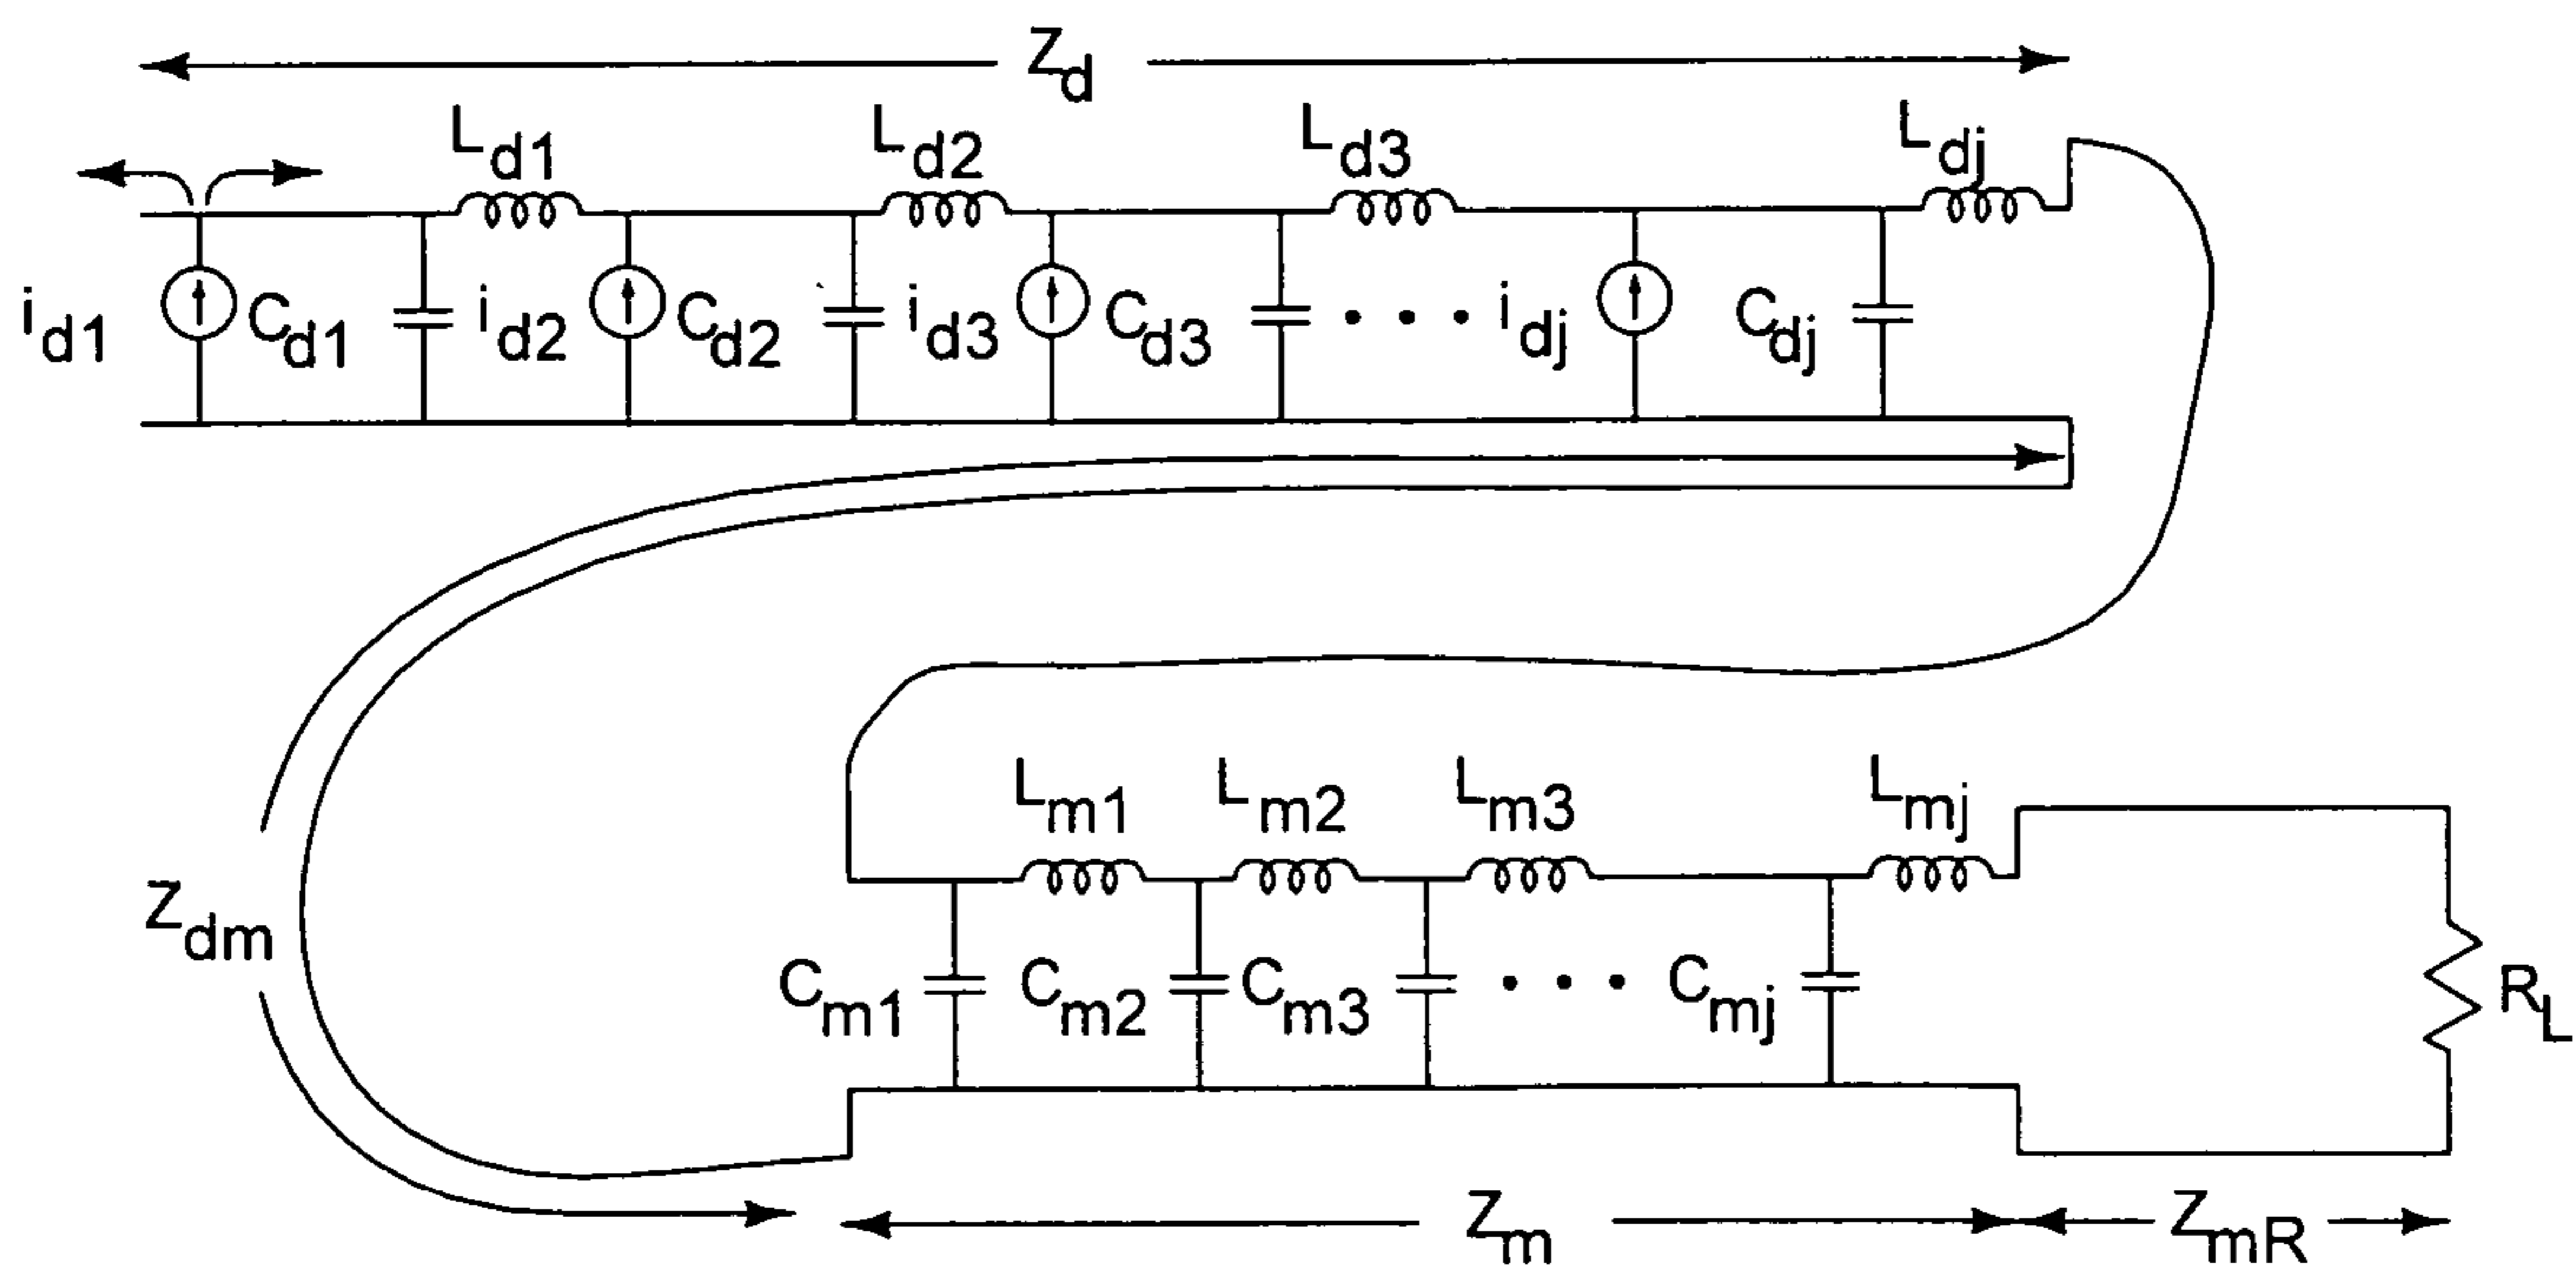 Zd
Ld1 Ld2 Ld3 Ldj
id1 Cd1 id2 Cd2 id3 Cd3 • • • idj Cdj
Lm1 Lm2 Lm3 Lmj
Zdm
Cm1 Cm2 Cm3 • • • Cmj RL
Zm ZmR